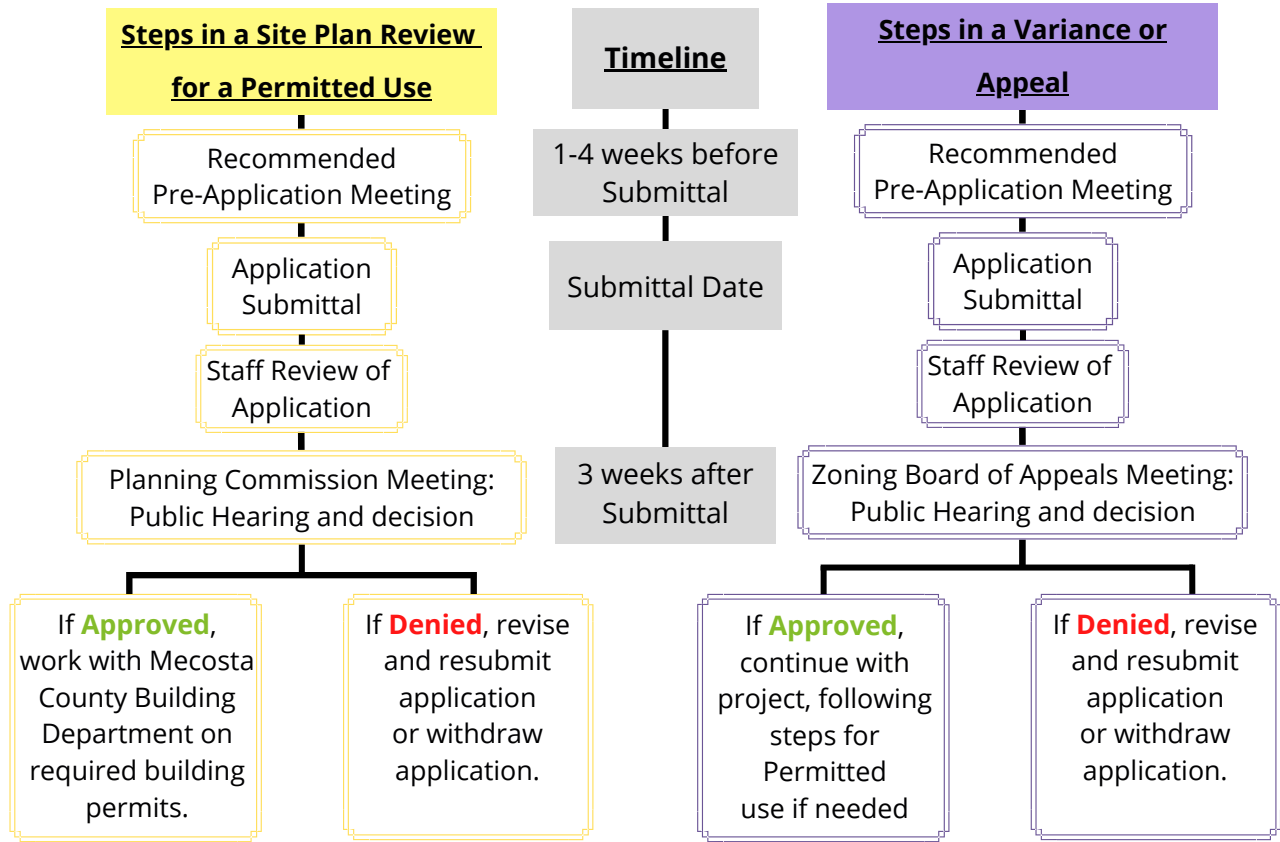 Steps in a Site Plan Review
for a Permitted Use
Recommended
Pre-Application Meeting
Application
Submittal
Staff Review of
Application
Planning Commission Meeting:
Public Hearing and decision
If Approved,
work with Mecosta
County Building
Department on
required building
permits.
If Denied, revise
and resubmit
application
or withdraw
application.
Timeline
1-4 weeks before
Submittal
Submittal Date
3 weeks after
Submittal
Steps in a Variance or
Appeal
Recommended
Pre-Application Meeting
Application
Submittal
Staff Review of
Application
Zoning Board of Appeals Meeting:
Public Hearing and decision
If Approved,
continue with
project, following
steps for
Permitted
use if needed
If Denied, revise
and resubmit
application
or withdraw
application.